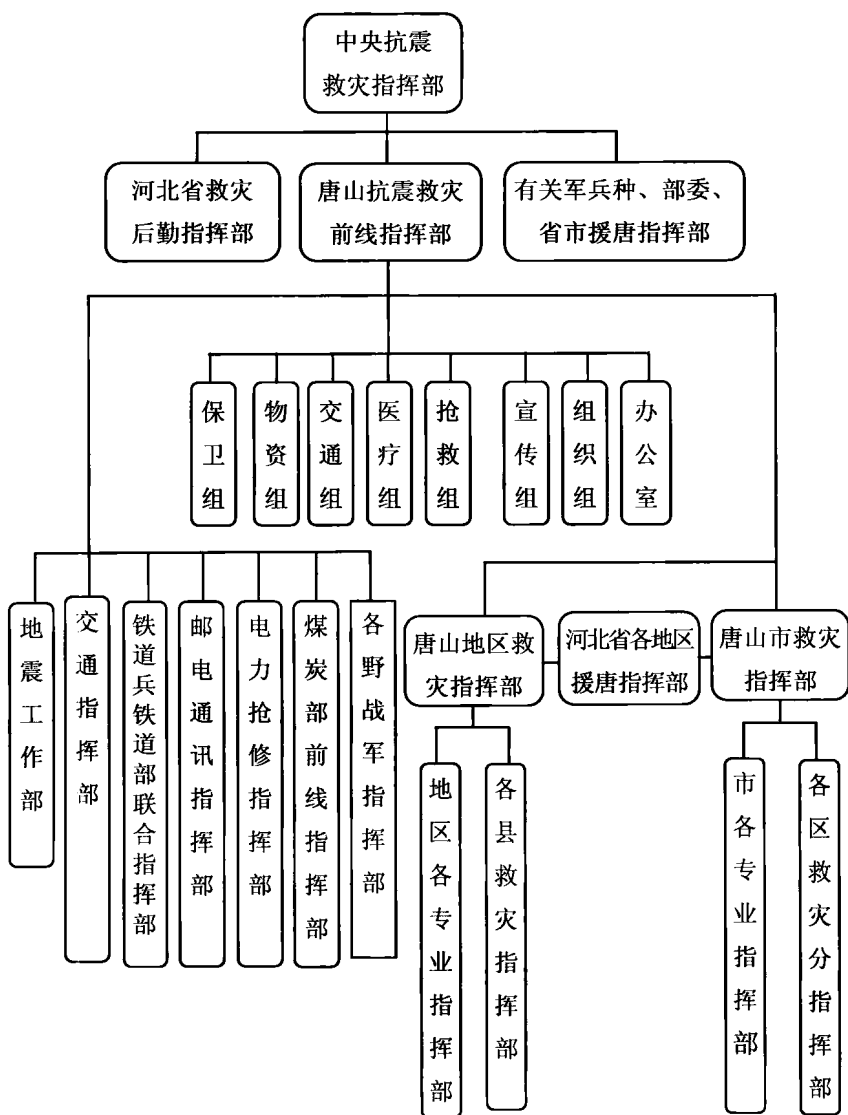 中央抗震
救灾指挥部
河北省救灾
后勤指挥部
唐山抗震救灾
前线指挥部
有关军兵种、部委、
省市援唐指挥部
保卫组
物资组
交通组
医疗组
抢救组
宣传组
组织组
办公室
地震工作部
交通指挥部
铁道兵铁道部联合指挥部
邮电通讯指挥部
电力抢修指挥部
煤炭部前线指挥部
各野战军指挥部
唐山地区救
灾指挥部
河北省各地区
援唐指挥部
唐山市救灾
指挥部
地区各专业指挥部
各县救灾指挥部
市各专业指挥部
各区救灾分指挥部